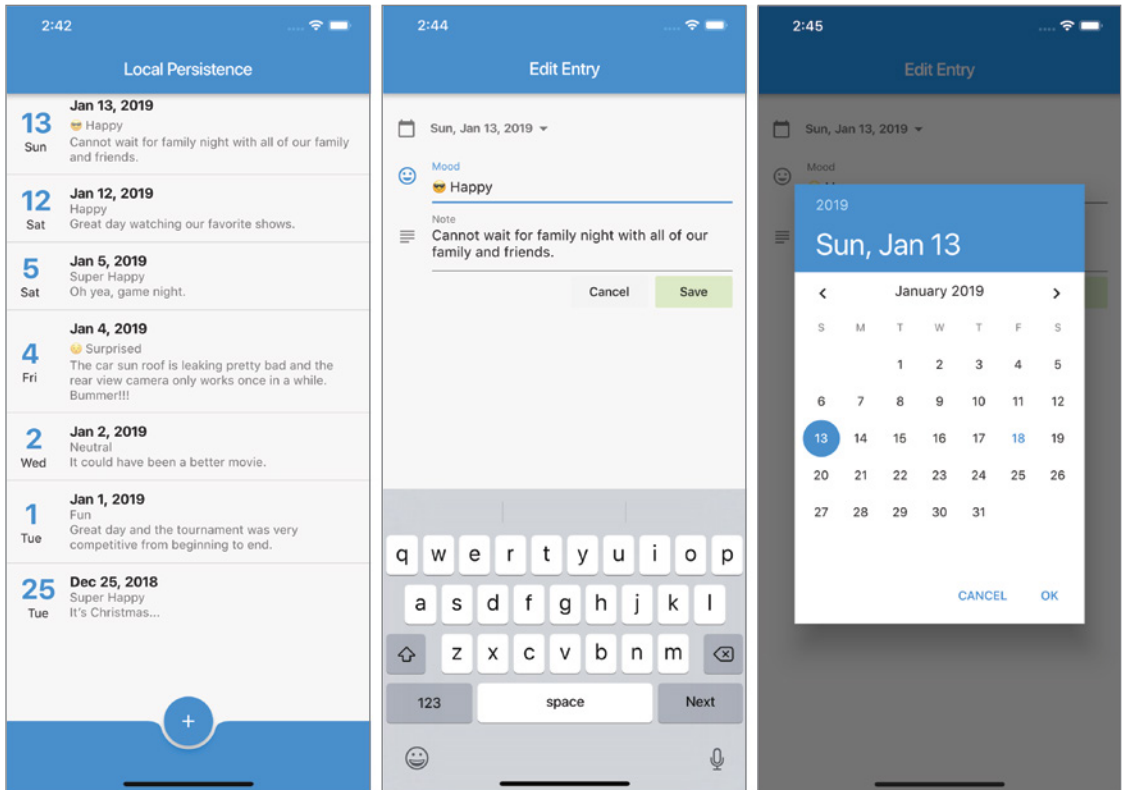 2:42
Local Persistence
Jan 13, 2019
13
😎 Happy
Sun
Cannot wait for family night with all of our family
and friends.
Jan 12, 2019
12
Happy
Sat
Great day watching our favorite shows.
Jan 5, 2019
5
Super Happy
Sat
Oh yea, game night.
Jan 4, 2019
4
😳 Surprised
Fri
The car sun roof is leaking pretty bad and the
rear view camera only works once in a while.
Bummer!!!
Jan 2, 2019
2
Neutral
Wed
It could have been a better movie.
Jan 1, 2019
1
Fun
Tue
Great day and the tournament was very
competitive from beginning to end.
Dec 25, 2018
25
Super Happy
Tue
It's Christmas...
+
2:44
Edit Entry
Sun, Jan 13, 2019
Mood
😎 Happy
Note
Cannot wait for family night with all of our
family and friends.
Cancel Save
q w e r t y u i o p
a s d f g h j k l
z x c v b n m
123 space Next
2:45
Edit Entry
Sun, Jan 13, 2019
Mood
2019
Sun, Jan 13
January 2019
S M T W T F S
1 2 3 4 5
6 7 8 9 10 11 12
13 14 15 16 17 18 19
20 21 22 23 24 25 26
27 28 29 30 31
CANCEL OK